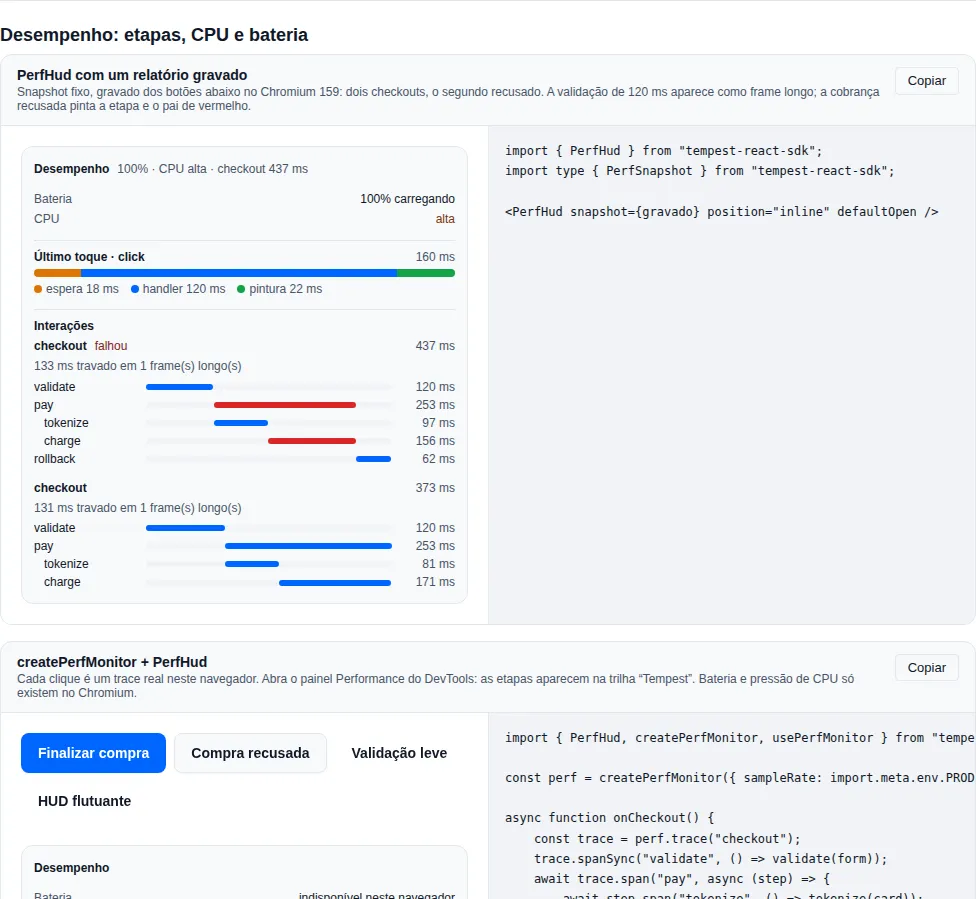 Desempenho: etapas, CPU e bateria
PerfHud com um relatório gravado
Snapshot fixo, gravado dos botões abaixo no Chromium 159: dois checkouts, o segundo recusado. A validação de 120 ms aparece como frame longo; a cobrança
recusada pinta a etapa e o pai de vermelho.
Copiar
Desempenho 100% · CPU alta · checkout 437 ms
Bateria 100% carregando
CPU alta
Último toque · click 160 ms
espera 18 ms handler 120 ms pintura 22 ms
Interações
checkout falhou 437 ms
133 ms travado em 1 frame(s) longo(s)
validate 120 ms
pay 253 ms
tokenize 97 ms
charge 156 ms
rollback 62 ms
checkout 373 ms
131 ms travado em 1 frame(s) longo(s)
validate 120 ms
pay 253 ms
tokenize 81 ms
charge 171 ms
import { PerfHud } from "tempest-react-sdk";
import type { PerfSnapshot } from "tempest-react-sdk";
<PerfHud snapshot={gravado} position="inline" defaultOpen />
createPerfMonitor + PerfHud
Cada clique é um trace real neste navegador. Abra o painel Performance do DevTools: as etapas aparecem na trilha “Tempest”. Bateria e pressão de CPU só
existem no Chromium.
Copiar
Finalizar compra
Compra recusada
Validação leve
HUD flutuante
Desempenho
Bateria indisponível neste navegador
import { PerfHud, createPerfMonitor, usePerfMonitor } from "tempe
const perf = createPerfMonitor({ sampleRate: import.meta.env.PROD
async function onCheckout() {
const trace = perf.trace("checkout");
trace.spanSync("validate", () => validate(form));
await trace.span("pay", async (step) => {
await step.span("tokenize", () => tokenize(card));